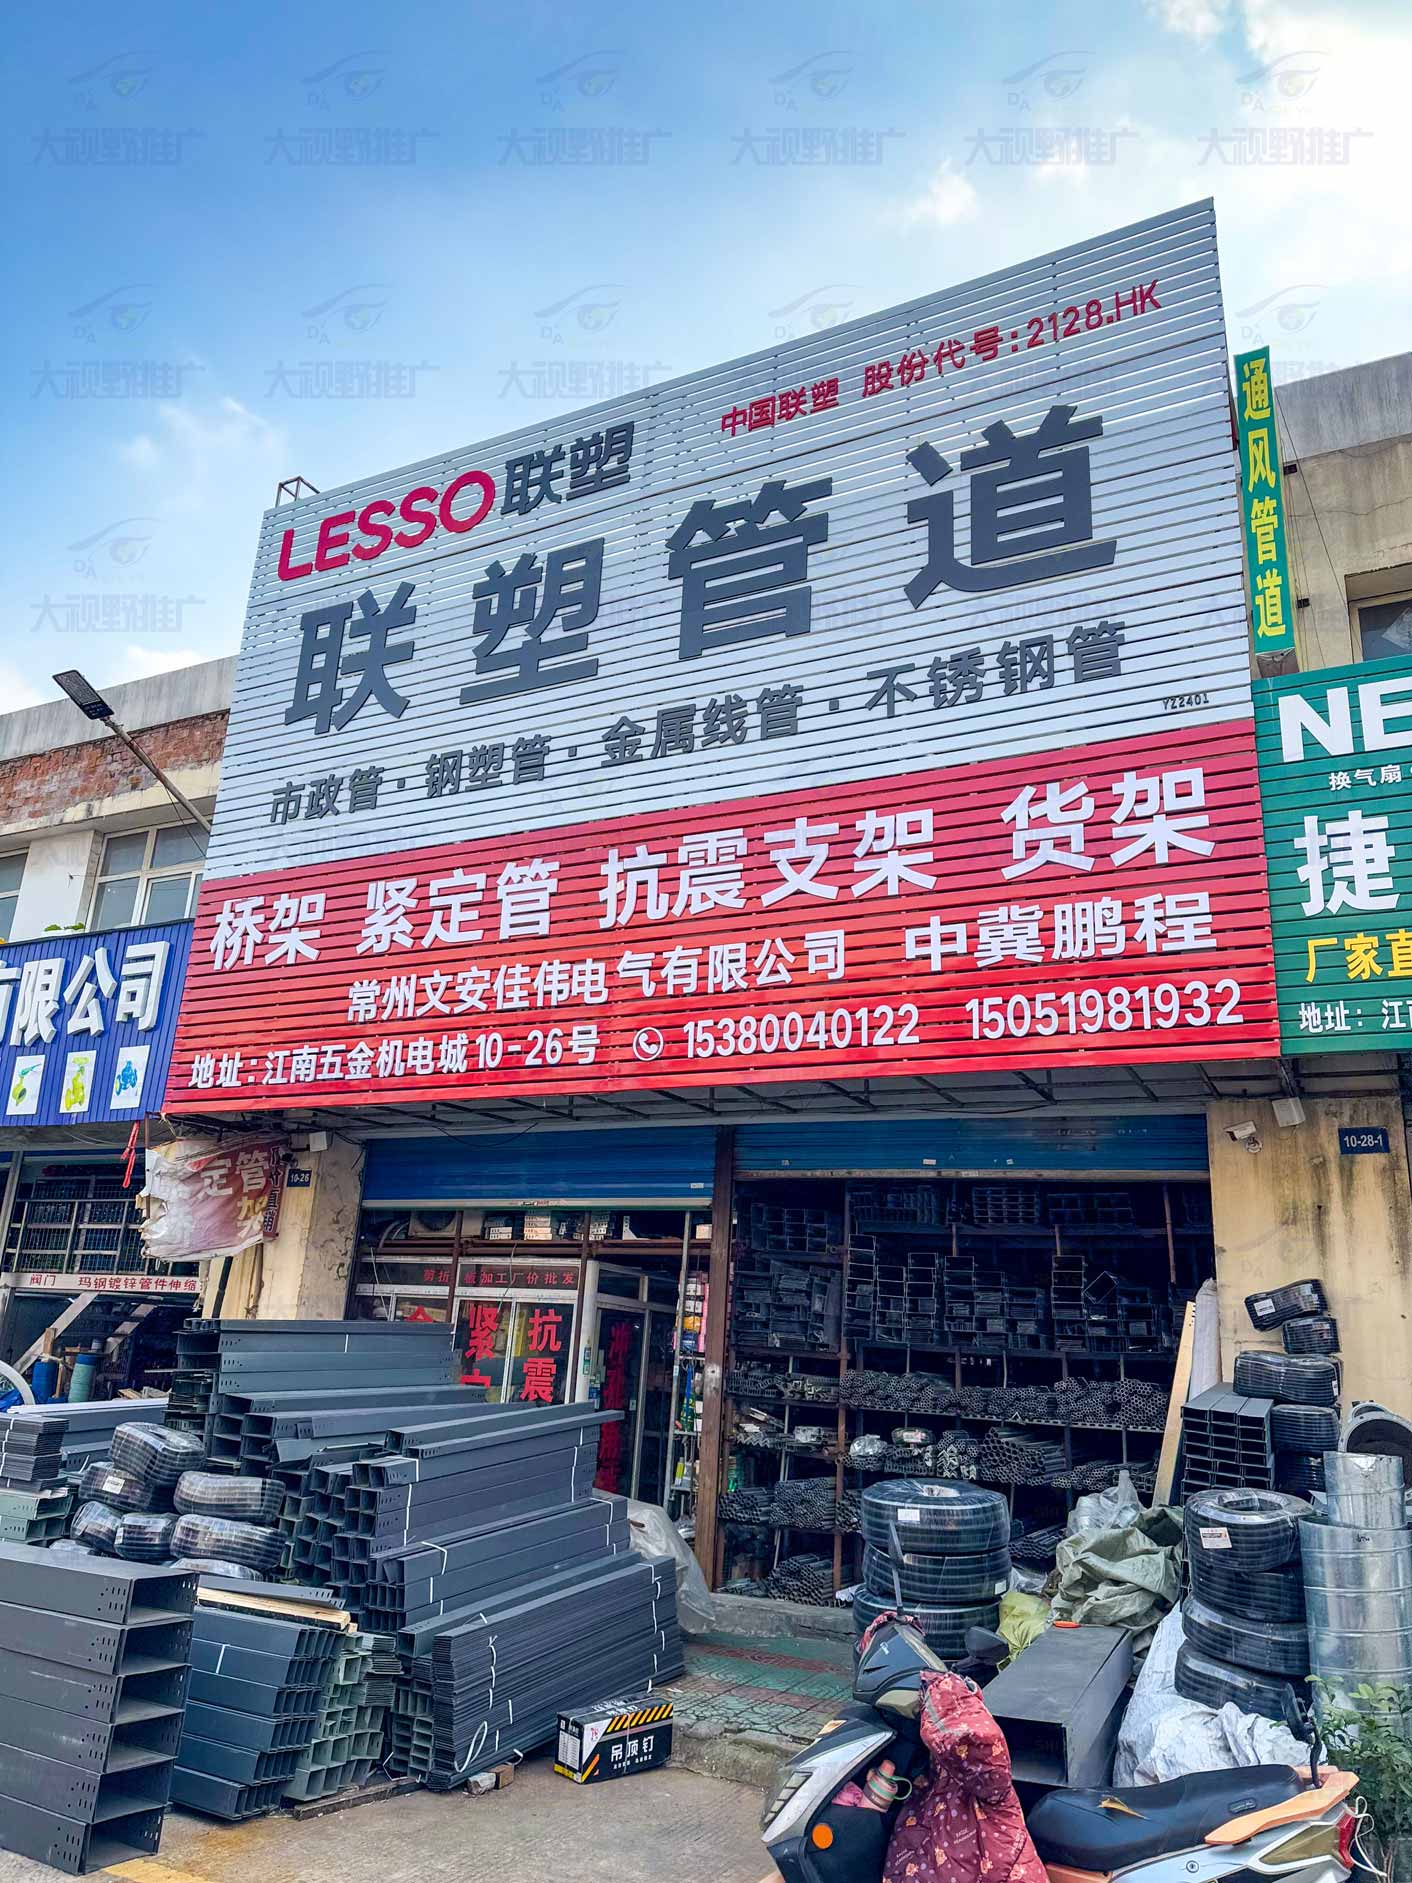 大视野推广
中国联塑 股份代号:2128.HK
LESSO联塑
联塑管道
市政管·钢塑管·金属线管·不锈钢管
YZ2401
桥架 紧定管 抗震支架 货架
常州文安佳伟电气有限公司 中冀鹏程
地址:江南五金机电城10-26号 15380040122 15051981932
通风管道
NE
换气扇
捷
厂家直
地址:江
有限公司
10-28-1
10-26
定管
架
阀门 玛钢镀锌管件伸缩
剪折 板加工厂价批发
紧
抗震
吊顶钉